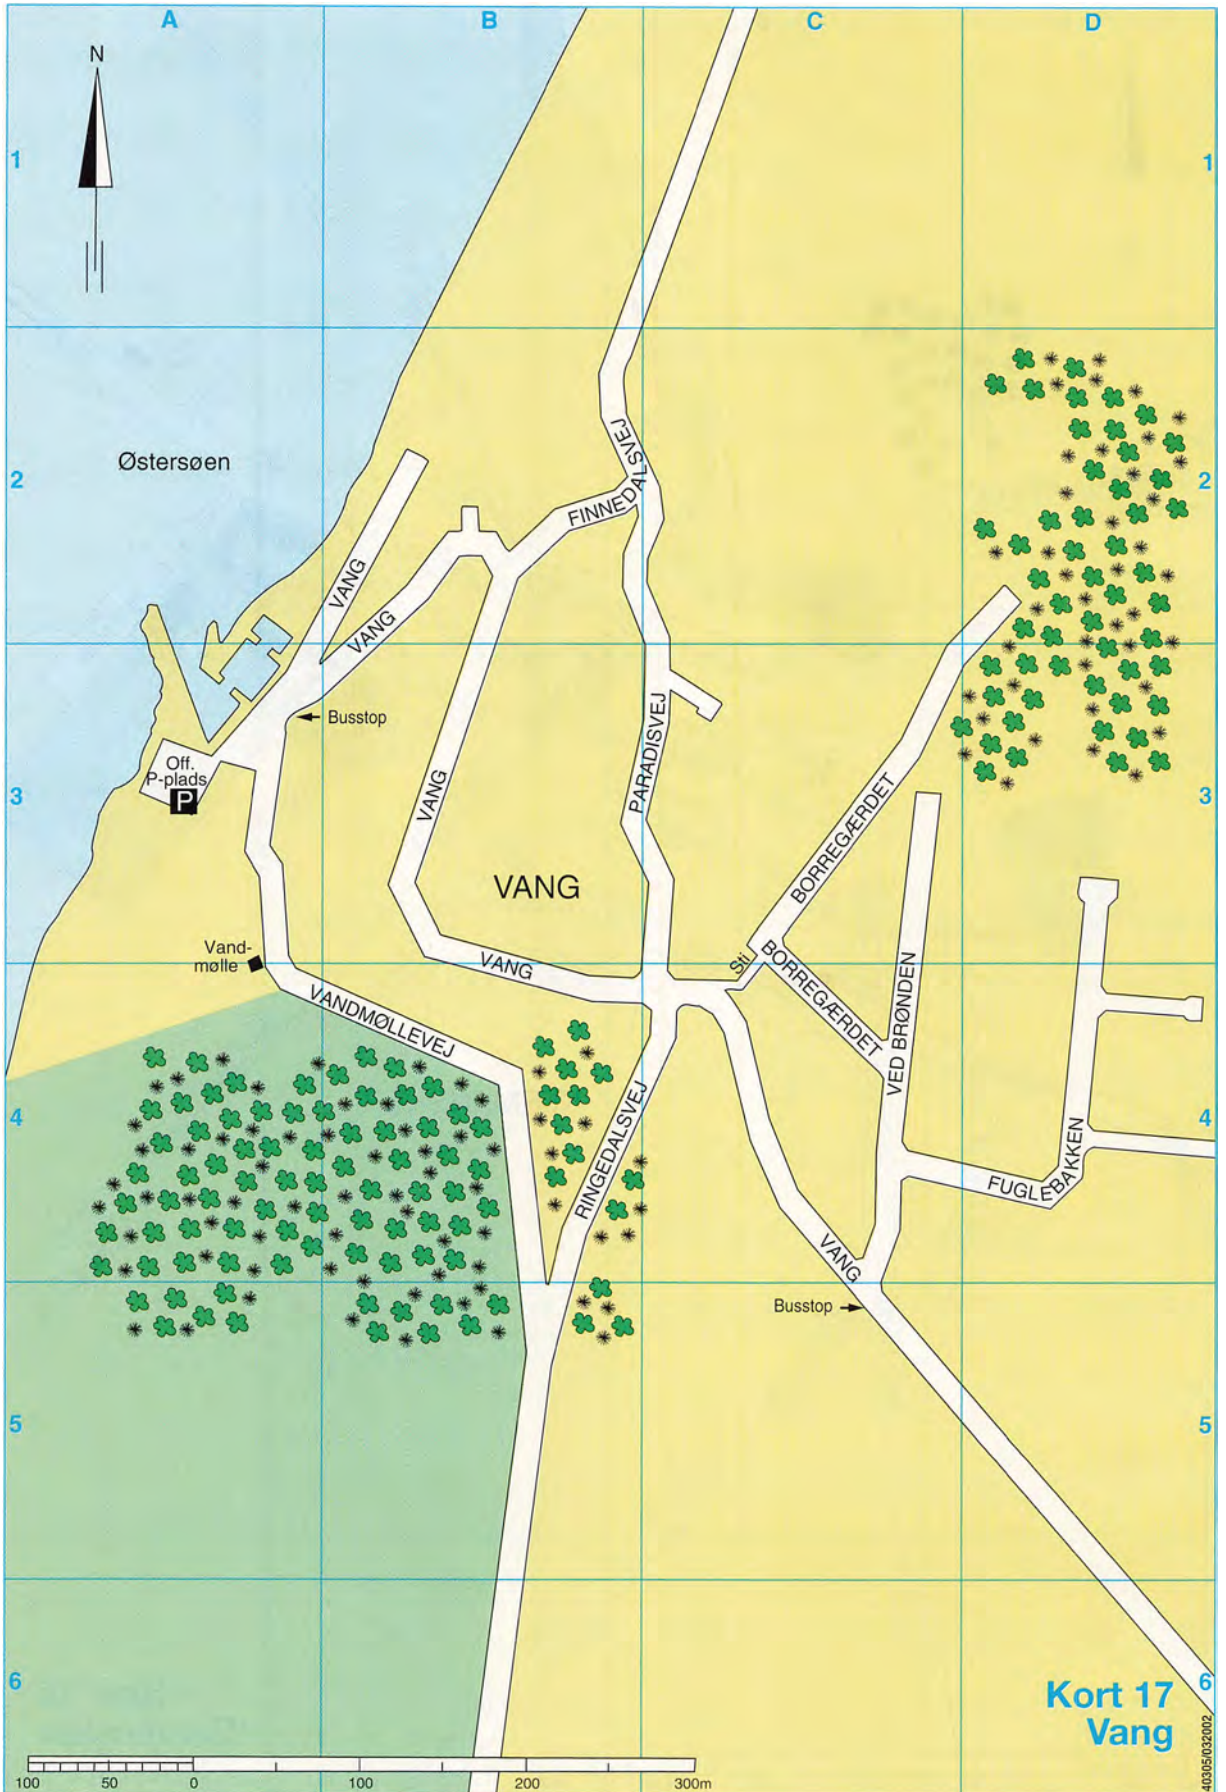 A
B
C
D
N
1
1
Østersøen
2
2
FINNEDALSVEJ
VANG
VANG
Busstop
Off.
P-plads
P
3
3
VANG
PARADISVEJ
BORREGÆRDET
VANG
Vand-
mølle
VANG
Sti
BORREGÆRDET
VED BRØNDEN
VANDMØLLEVEJ
4
4
RINGEDALSVEJ
FUGLEBAKKEN
VANG
Busstop
5
5
6
6
Kort 17
Vang
40305/032002
100 50 0 100 200 300m